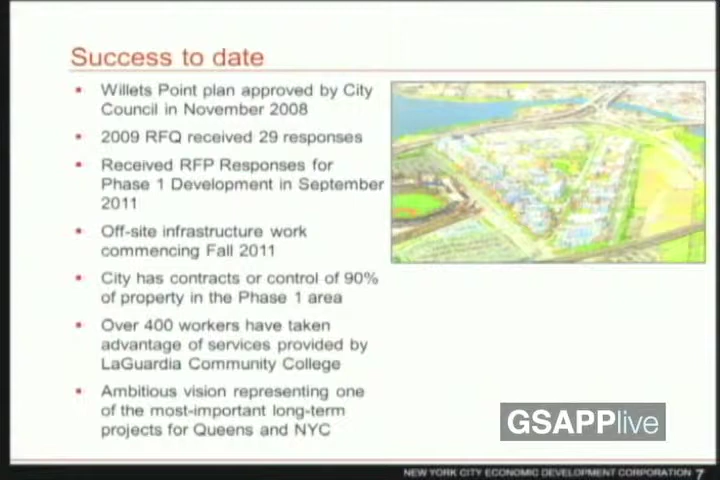 Success to date
Willets Point plan approved by City
Council in November 2008
2009 RFQ received 29 responses
Received RFP Responses for
Phase 1 Development in September
2011
Off-site infrastructure work
commencing Fall 2011
City has contracts or control of 90%
of property in the Phase 1 area
Over 400 workers have taken
advantage of services provided by
LaGuardia Community College
Ambitious vision representing one
of the most-important long-term
projects for Queens and NYC
GSAPPlive
NEW YORK CITY ECONOMIC DEVELOPMENT CORPORATION 7